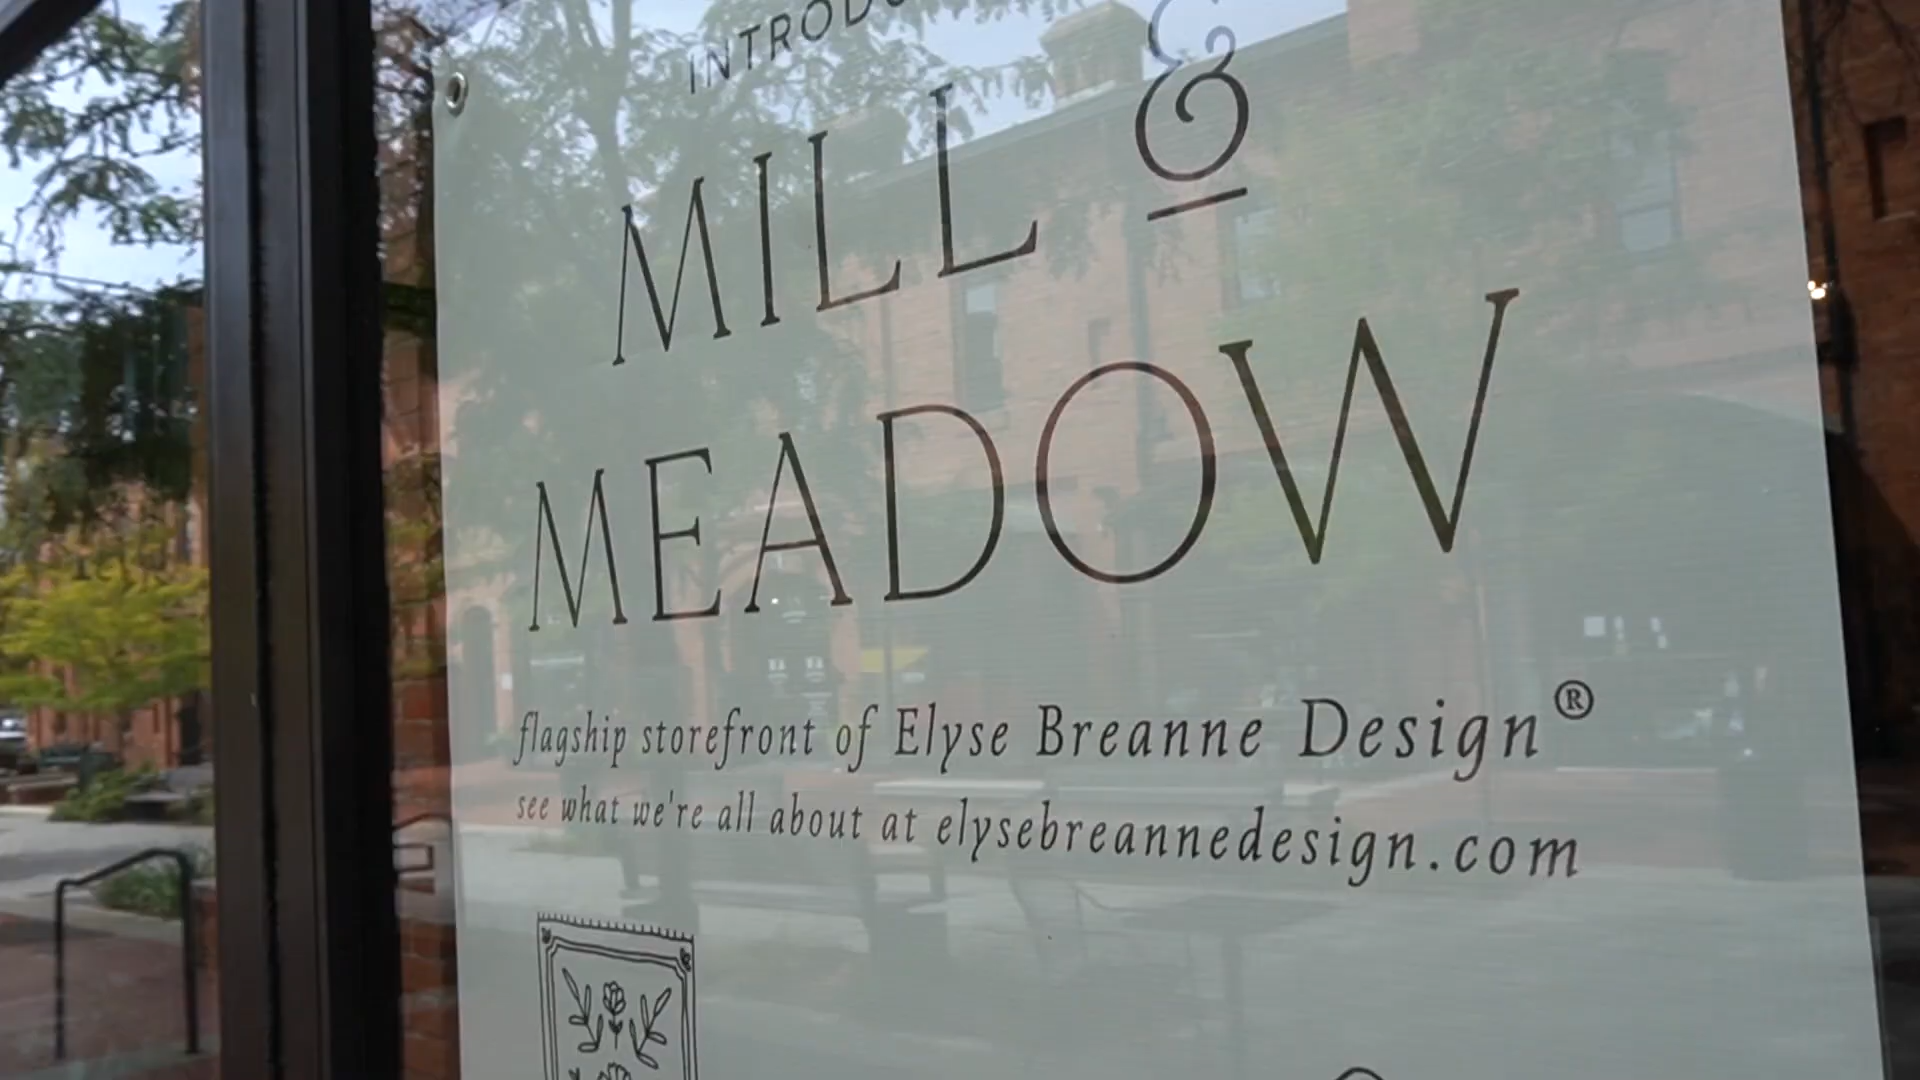 MILL &
MEADOW
flagship storefront of Elyse Breanne Design®
see what we're all about at elysebreannedesign.com